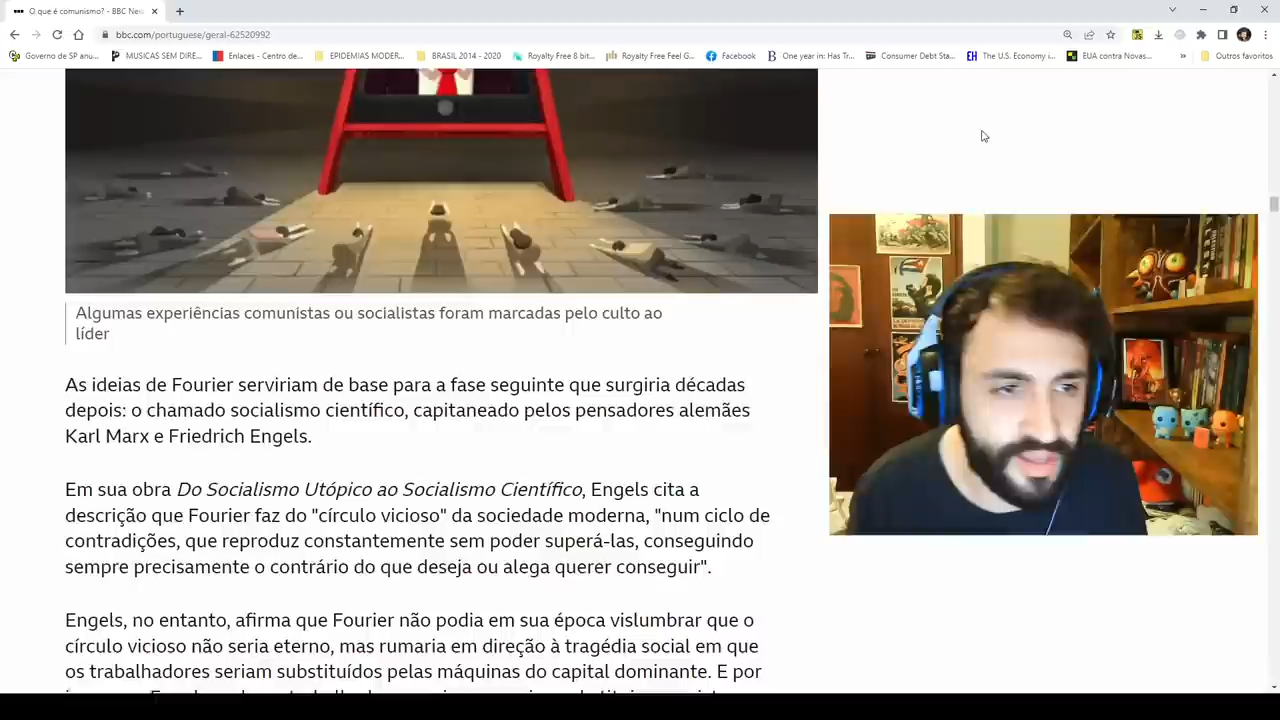 O que é comunismo? - BBC New
bbc.com/portuguese/geral-62520992
Governo de SP anu...
MUSICAS SEM DIRE...
Enlaces - Centro de...
EPIDEMIAS MODER...
BRASIL 2014 - 2020
Royalty Free 8 bit...
Royalty Free Feel G...
Facebook
One year in: Has Tr...
Consumer Debt Sta...
The U.S. Economy i...
EUA contra Novas...
»
Outros favoritos
Algumas experiências comunistas ou socialistas foram marcadas pelo culto ao
líder
As ideias de Fourier serviriam de base para a fase seguinte que surgiria décadas
depois: o chamado socialismo científico, capitaneado pelos pensadores alemães
Karl Marx e Friedrich Engels.
Em sua obra Do Socialismo Utópico ao Socialismo Científico, Engels cita a
descrição que Fourier faz do "círculo vicioso" da sociedade moderna, "num ciclo de
contradições, que reproduz constantemente sem poder superá-las, conseguindo
sempre precisamente o contrário do que deseja ou alega querer conseguir".
Engels, no entanto, afirma que Fourier não podia em sua época vislumbrar que o
círculo vicioso não seria eterno, mas rumaria em direção à tragédia social em que
os trabalhadores seriam substituídos pelas máquinas do capital dominante. E por